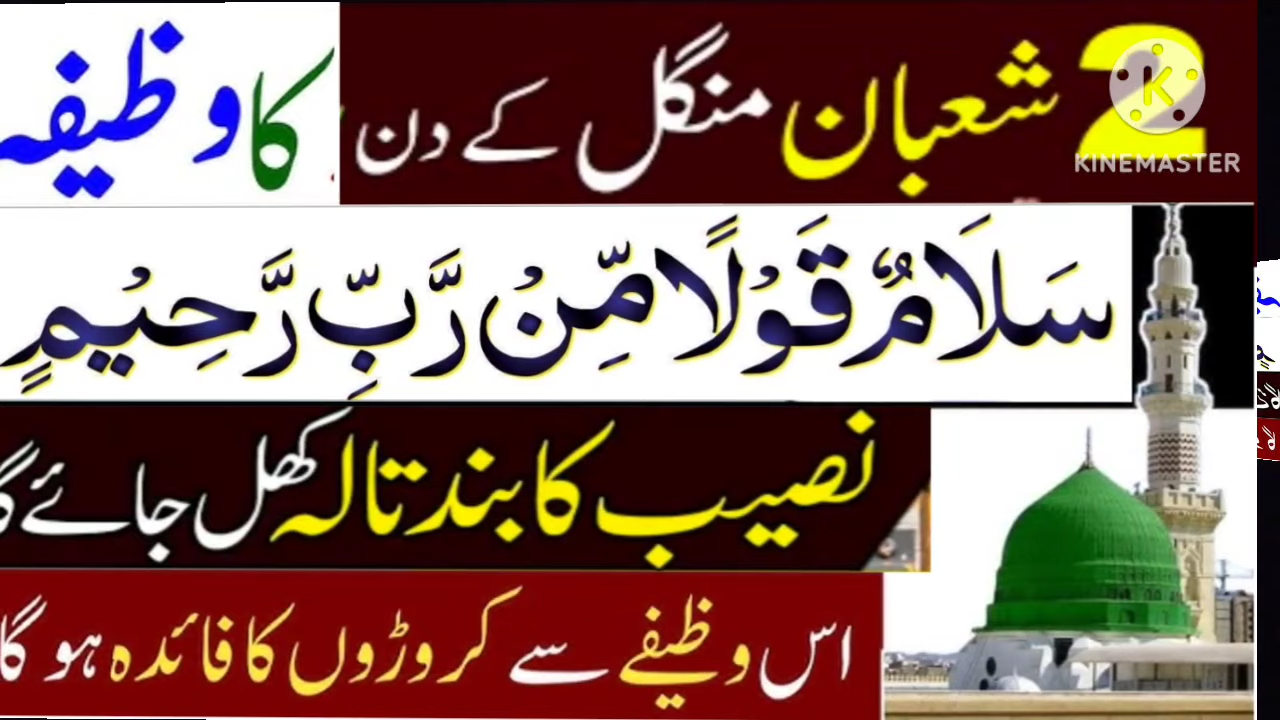 2 شعبان منگل کے دن کا وظیفہ
KINEMASTER
سَلَامٌ قَوْلًا مِّنْ رَّبٍّ رَّحِيْمٍ
نصیب کا بند تالہ کھل جائے گا
اس وظیفے سے کروڑوں کا فائدہ ہو گا